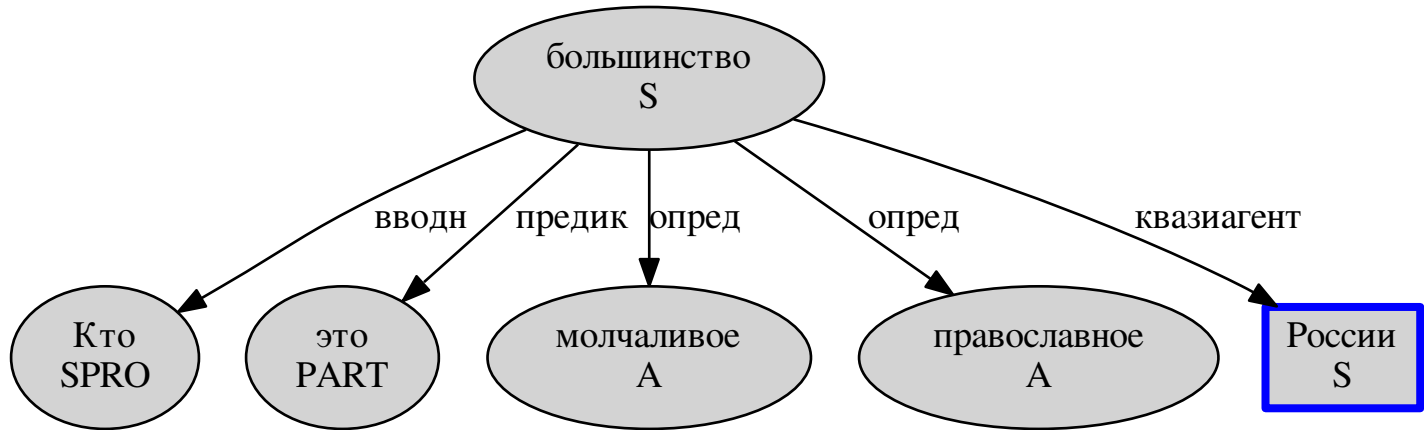 большинство
S
вводн
предик
опред
опред
квазиагент
Кто
SPRO
это
PART
молчаливое
A
православное
A
России
S